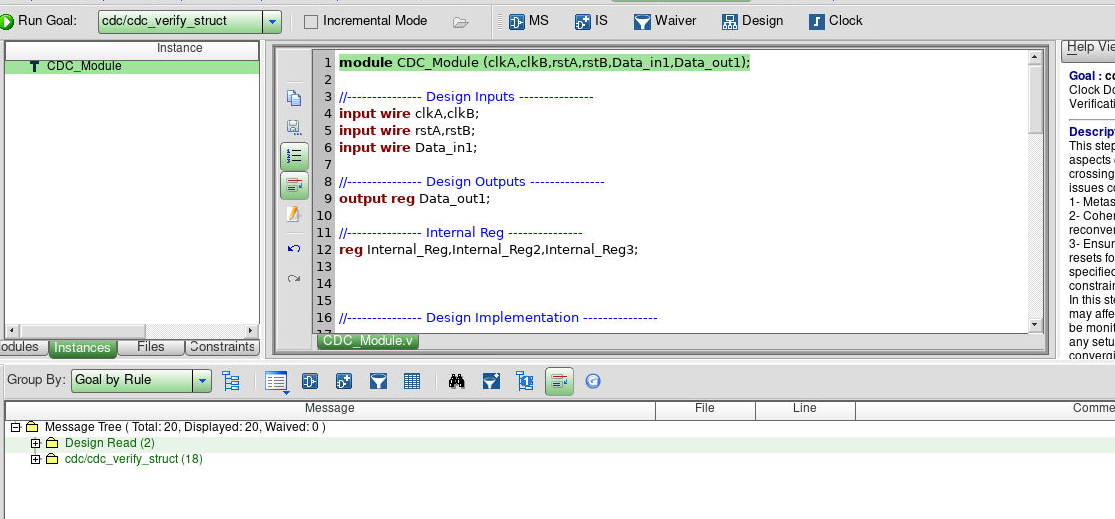 Run Goal: cdc/cdc_verify_struct Incremental Mode MS IS Waiver Design Clock
Instance
CDC_Module
1 module CDC_Module (clkA,clkB,rstA,rstB,Data_in1,Data_out1);
2
3 //--------------- Design Inputs ---------------
4 input wire clkA,clkB;
5 input wire rstA,rstB;
6 input wire Data_in1;
7
8 //--------------- Design Outputs ---------------
9 output reg Data_out1;
10
11 //--------------- Internal Reg ---------------
12 reg Internal_Reg,Internal_Reg2,Internal_Reg3;
13
14
15
16 //--------------- Design Implementation ---------------
17
CDC_Module.v
odules Instances Files Constraints
Help Vie
Goal : c
Clock Do
Verificati
Descrip
This step
aspects
crossing
issues c
1- Metas
2- Cohe
reconver
3- Ensur
resets fo
specified
constrain
In this st
may affe
be monit
any setu
convergi
Group By: Goal by Rule
Message File Line Comme
Message Tree ( Total: 20, Displayed: 20, Waived: 0 )
Design Read (2)
cdc/cdc_verify_struct (18)